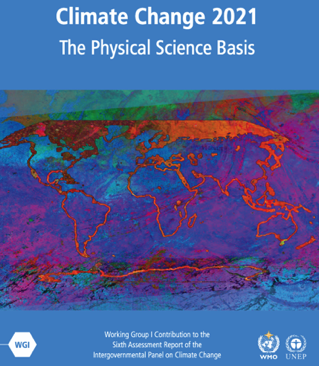 Climate Change 2021
The Physical Science Basis
WGI
Working Group I Contribution to the
Sixth Assessment Report of the
Intergovernmental Panel on Climate Change
WMO
UNEP